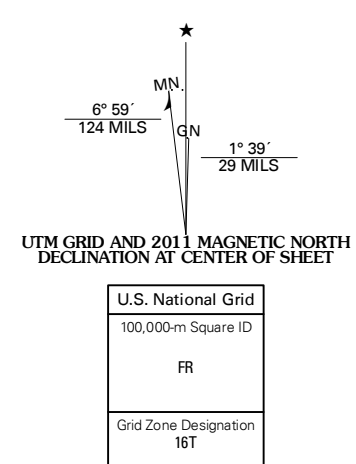 ★
MN.
GN
6° 59´
124 MILS
1° 39´
29 MILS
UTM GRID AND 2011 MAGNETIC NORTH
DECLINATION AT CENTER OF SHEET
U.S. National Grid
100,000-m Square ID
FR
Grid Zone Designation
16T